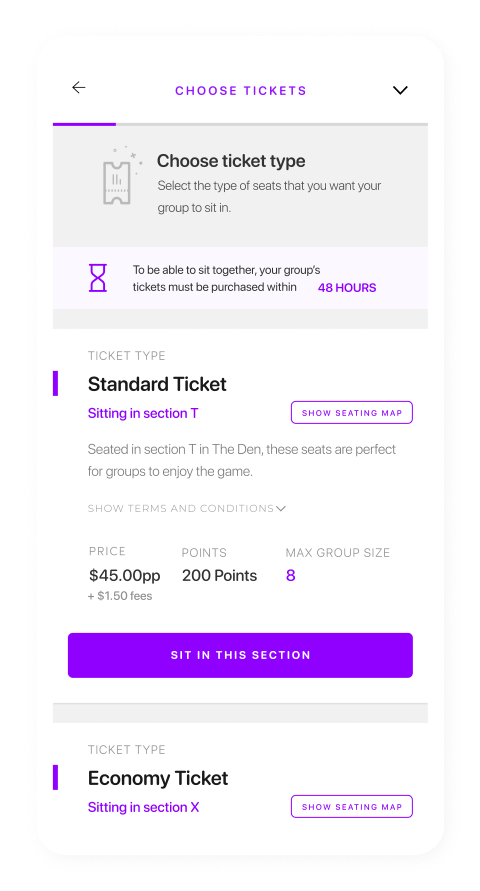 CHOOSE TICKETS
Choose ticket type
Select the type of seats that you want your
group to sit in.
To be able to sit together, your group’s
tickets must be purchased within 48 HOURS
TICKET TYPE
Standard Ticket
Sitting in section T
SHOW SEATING MAP
Seated in section T in The Den, these seats are perfect
for groups to enjoy the game.
SHOW TERMS AND CONDITIONS
PRICE POINTS MAX GROUP SIZE
$45.00pp 200 Points 8
+ $1.50 fees
SIT IN THIS SECTION
TICKET TYPE
Economy Ticket
Sitting in section X
SHOW SEATING MAP